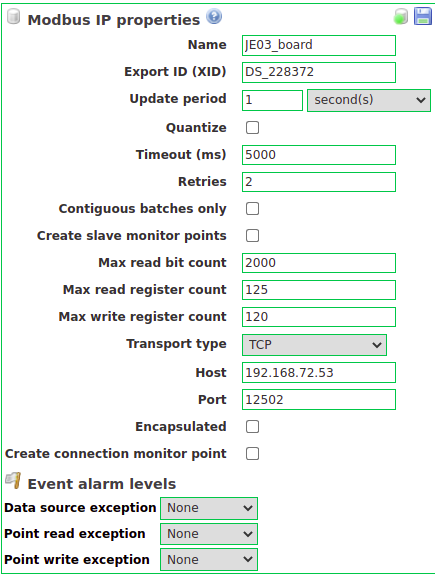 Modbus IP properties
Name JE03_board
Export ID (XID) DS_228372
Update period 1 second(s)
Quantize
Timeout (ms) 5000
Retries 2
Contiguous batches only
Create slave monitor points
Max read bit count 2000
Max read register count 125
Max write register count 120
Transport type TCP
Host 192.168.72.53
Port 12502
Encapsulated
Create connection monitor point
Event alarm levels
Data source exception None
Point read exception None
Point write exception None